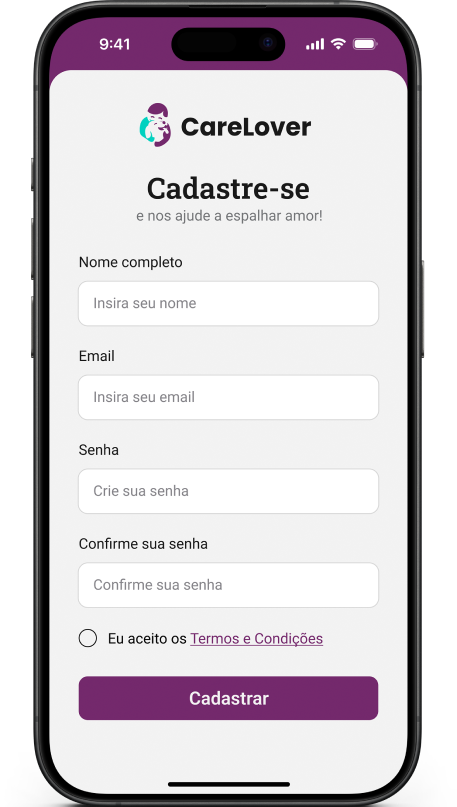 9:41
CareLover
Cadastre-se
e nos ajude a espalhar amor!
Nome completo
Insira seu nome
Email
Insira seu email
Senha
Crie sua senha
Confirme sua senha
Confirme sua senha
Eu aceito os Termos e Condições
Cadastrar